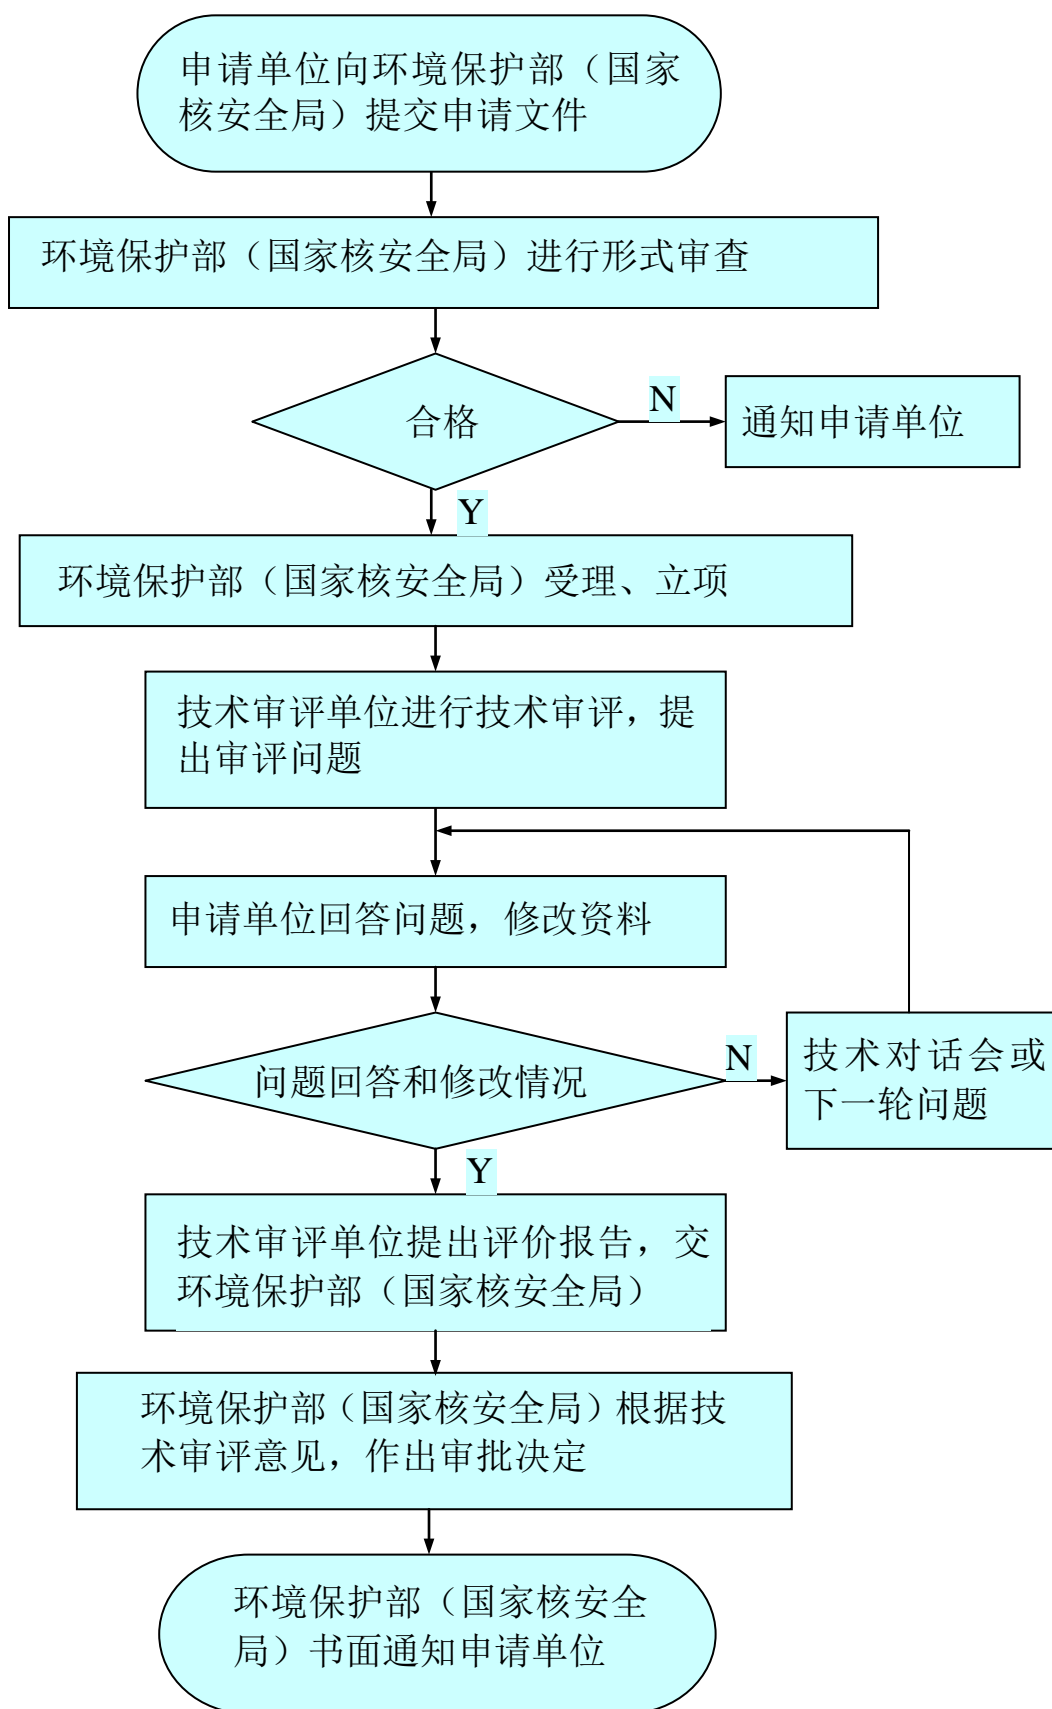 申请单位向环境保护部（国家
核安全局）提交申请文件
环境保护部（国家核安全局）进行形式审查
合格
N
通知申请单位
Y
环境保护部（国家核安全局）受理、立项
技术审评单位进行技术审评，提
出审评问题
申请单位回答问题，修改资料
问题回答和修改情况
N
技术对话会或
下一轮问题
Y
技术审评单位提出评价报告，交
环境保护部（国家核安全局）
环境保护部（国家核安全局）根据技
术审评意见，作出审批决定
环境保护部（国家核安全
局）书面通知申请单位